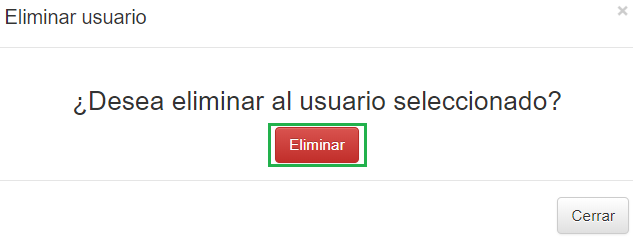 Eliminar usuario
×
¿Desea eliminar al usuario seleccionado?
Eliminar
Cerrar